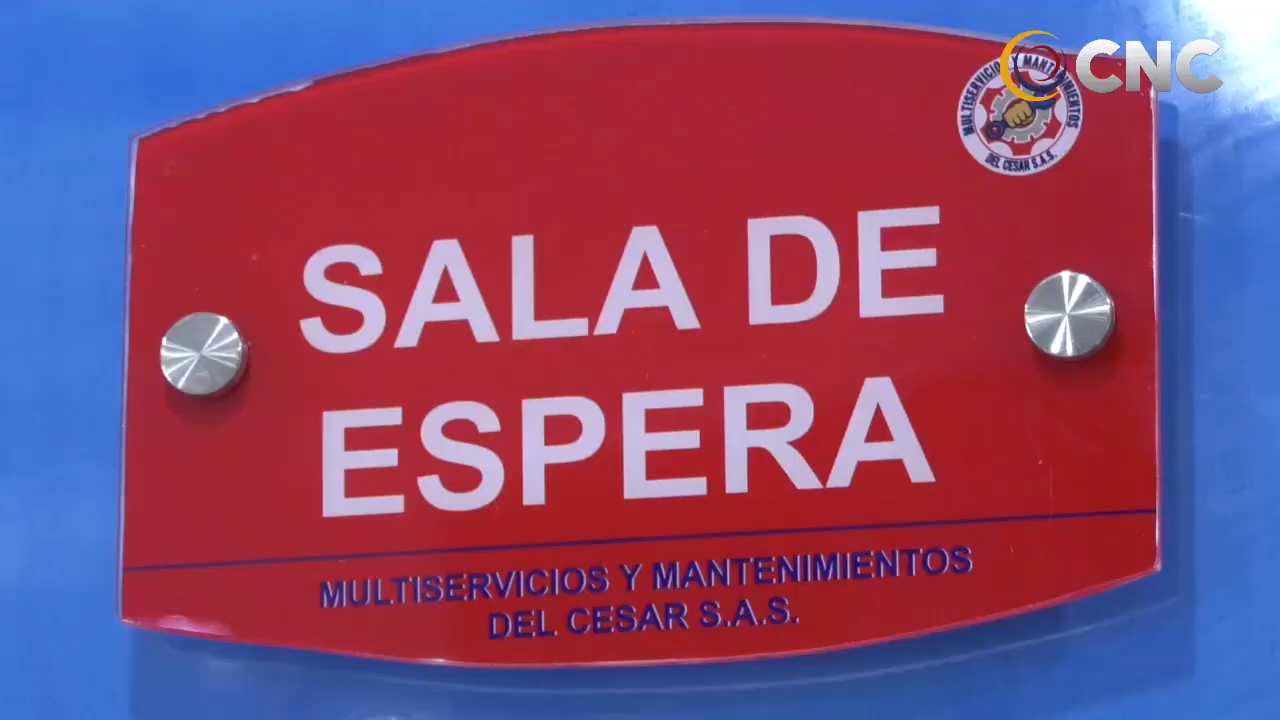 CNC
MULTISERVICIOS Y MANTENIMIENTOS
DEL CESAR S.A.S.
SALA DE
ESPERA
MULTISERVICIOS Y MANTENIMIENTOS
DEL CESAR S.A.S.